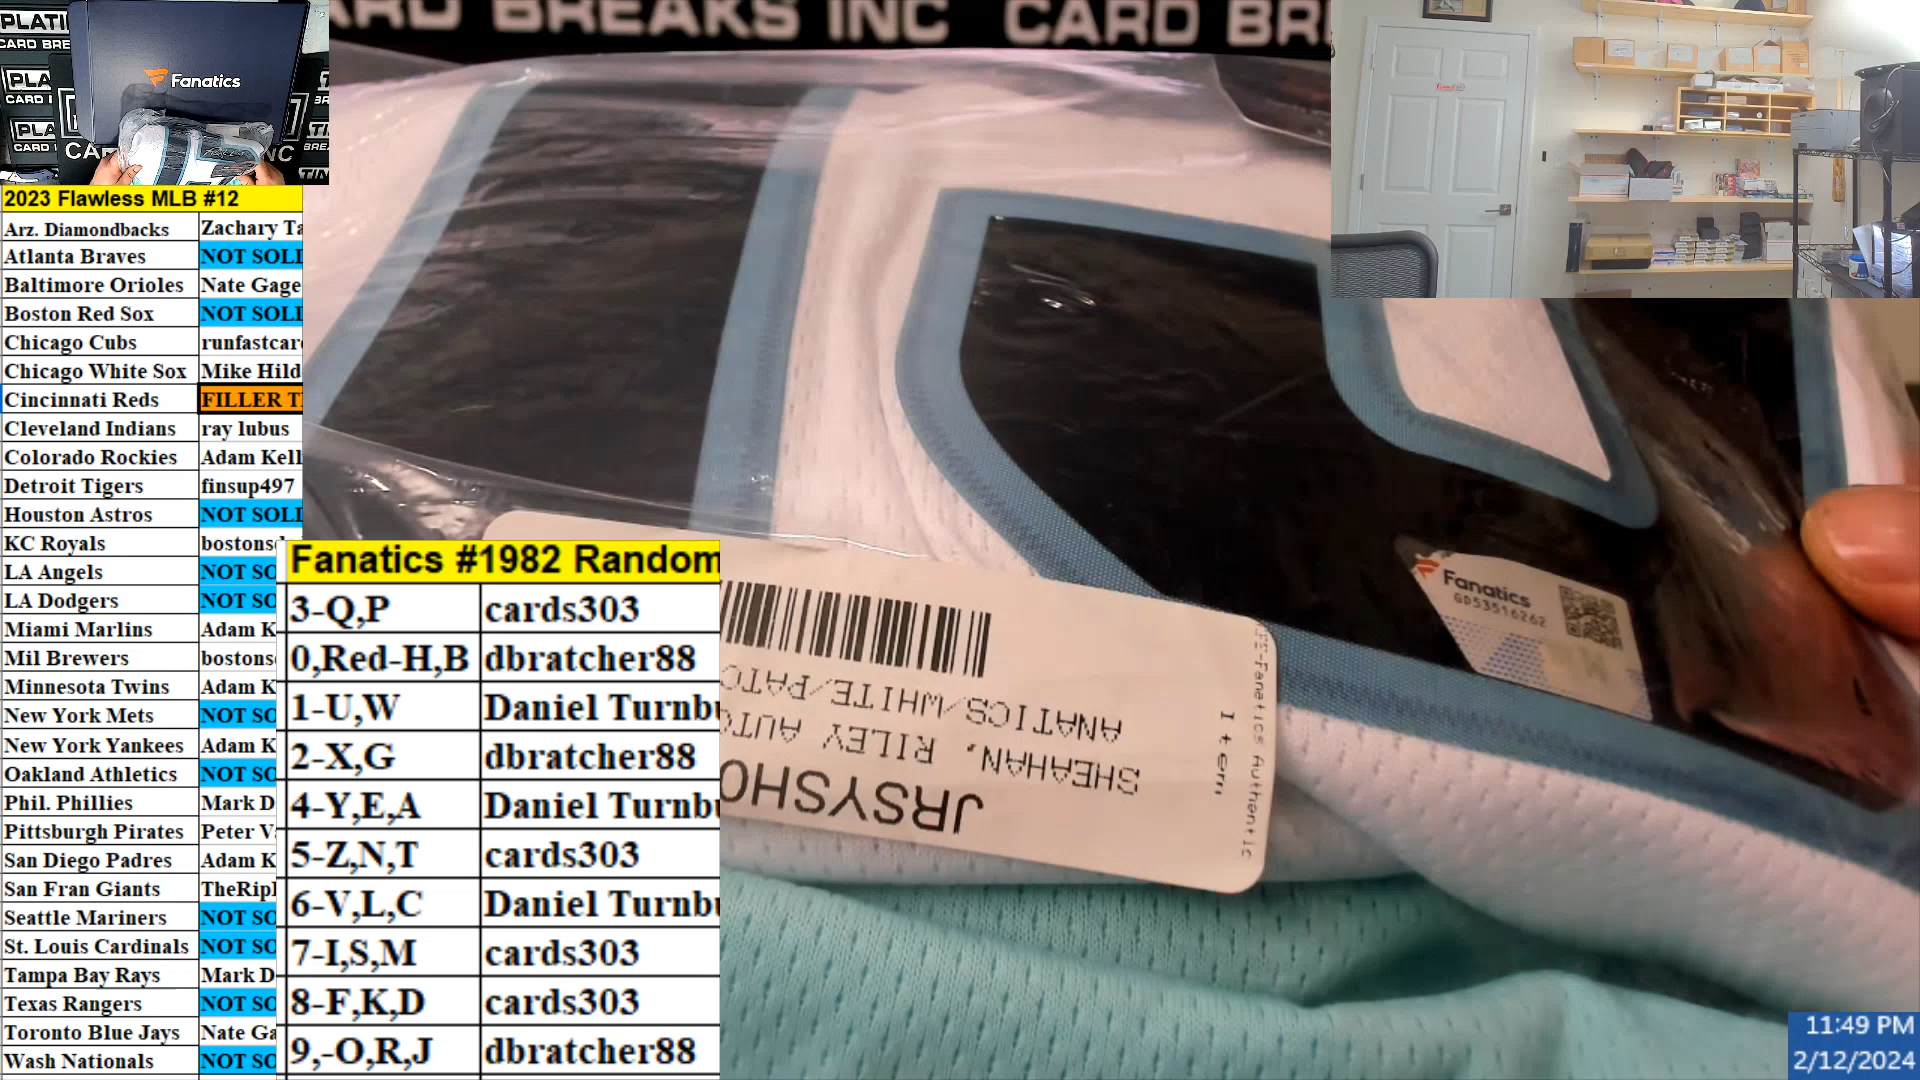 CARD BREAKS INC CARD BR
Fanatics
CARD BRE
2023 Flawless MLB #12
Arz. Diamondbacks Zachary Ta
Atlanta Braves NOT SOLD
Baltimore Orioles Nate Gage
Boston Red Sox NOT SOLD
Chicago Cubs runfastcar
Chicago White Sox Mike Hild
Cincinnati Reds FILLER T
Cleveland Indians ray lubus
Colorado Rockies Adam Kell
Detroit Tigers finsup497
Houston Astros NOT SOLD
KC Royals bostons
LA Angels NOT SO
LA Dodgers NOT SO
Miami Marlins Adam K
Mil Brewers bostons
Minnesota Twins Adam K
New York Mets NOT SO
New York Yankees Adam K
Oakland Athletics NOT SO
Phil. Phillies Mark D
Pittsburgh Pirates Peter V
San Diego Padres Adam K
San Fran Giants TheRip
Seattle Mariners NOT SO
St. Louis Cardinals NOT SO
Tampa Bay Rays Mark D
Texas Rangers NOT SO
Toronto Blue Jays Nate Ga
Wash Nationals NOT SO
Fanatics #1982 Random
3-Q,P cards303
0,Red-H,B dbratcher88
1-U,W Daniel Turnb
2-X,G dbratcher88
4-Y,E,A Daniel Turnb
5-Z,N,T cards303
6-V,L,C Daniel Turnb
7-I,S,M cards303
8-F,K,D cards303
9,-O,R,J dbratcher88
Fanatics
GD53516262
JRSYSHO
SHEAHAN, RILEY AUTO
ANATICS/WHITE/PATC
Fanatics Authentic
Item
11:49 PM
2/12/2024